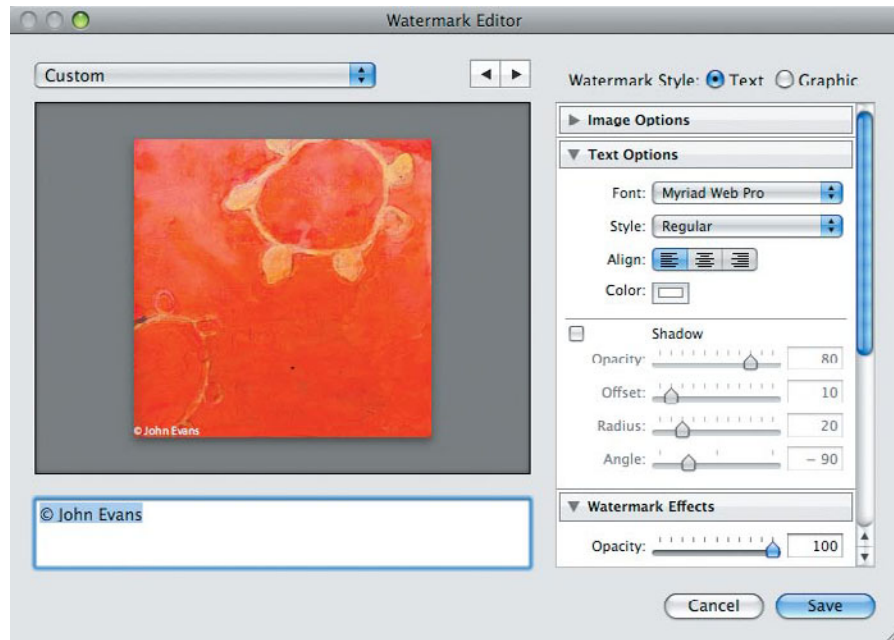 Watermark Editor
Custom
Watermark Style: Text Graphic
Image Options
Text Options
Font: Myriad Web Pro
Style: Regular
Align:
Color:
Shadow
Opacity: 80
Offset: 10
Radius: 20
Angle: – 90
© John Evans
© John Evans
Watermark Effects
Opacity: 100
Cancel Save